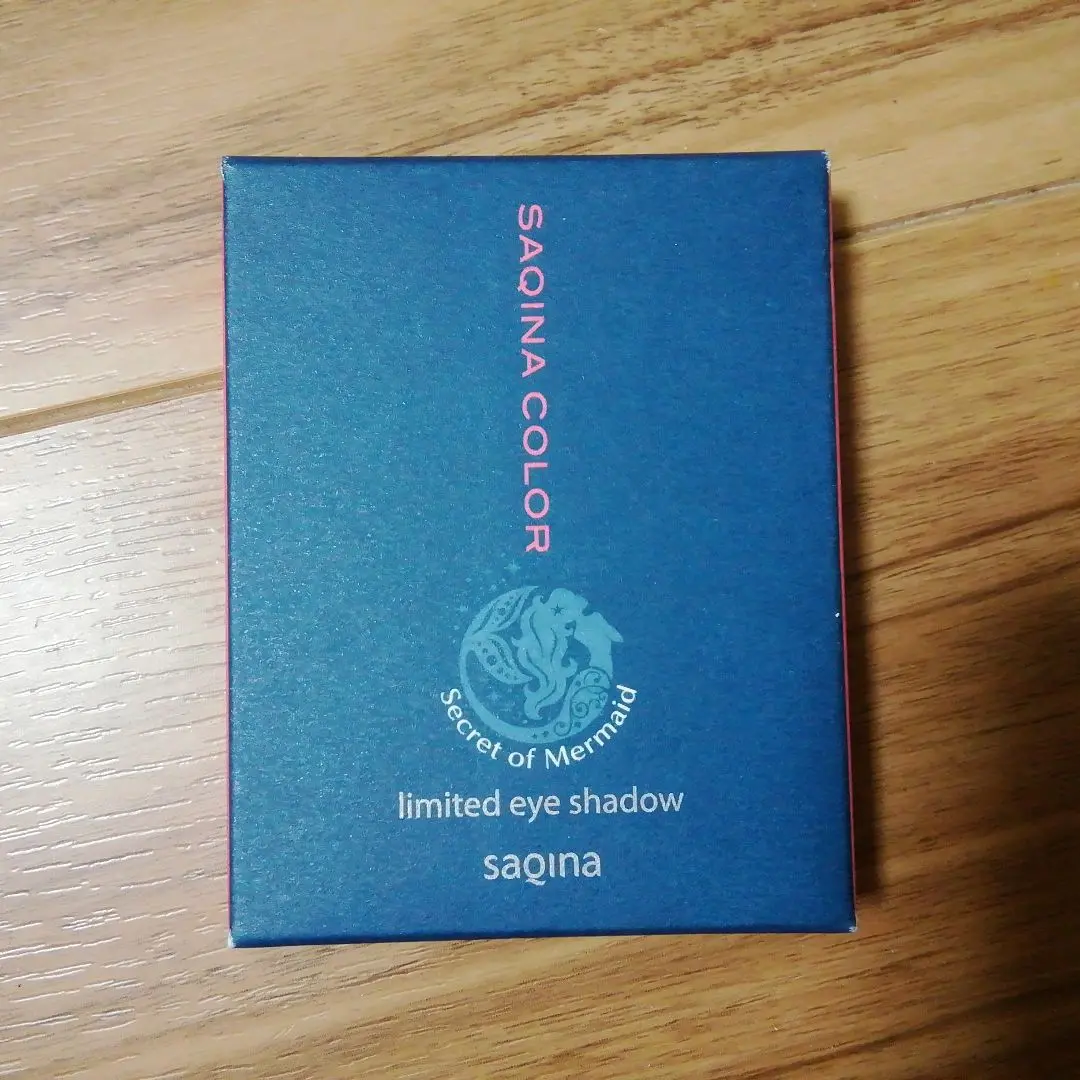 SAQINA COLOR
Secret of Mermaid
limited eye shadow
saqina